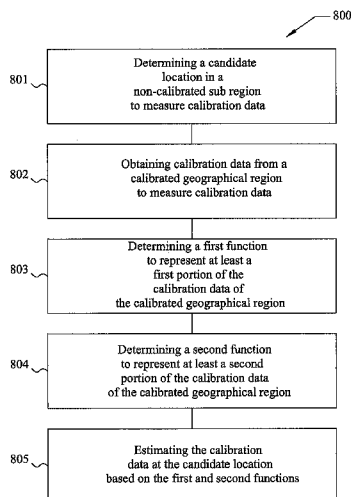 800
801
Determining a candidate
location in a
non-calibrated sub region
to measure calibration data
802
Obtaining calibration data from a
calibrated geographical region
to measure calibration data
803
Determining a first function
to represent at least a
first portion of the
calibration data of
the calibrated geographical region
804
Determining a second function
to represent at least a second
portion of the calibration data
of the calibrated geographical region
805
Estimating the calibration
data at the candidate location
based on the first and second functions